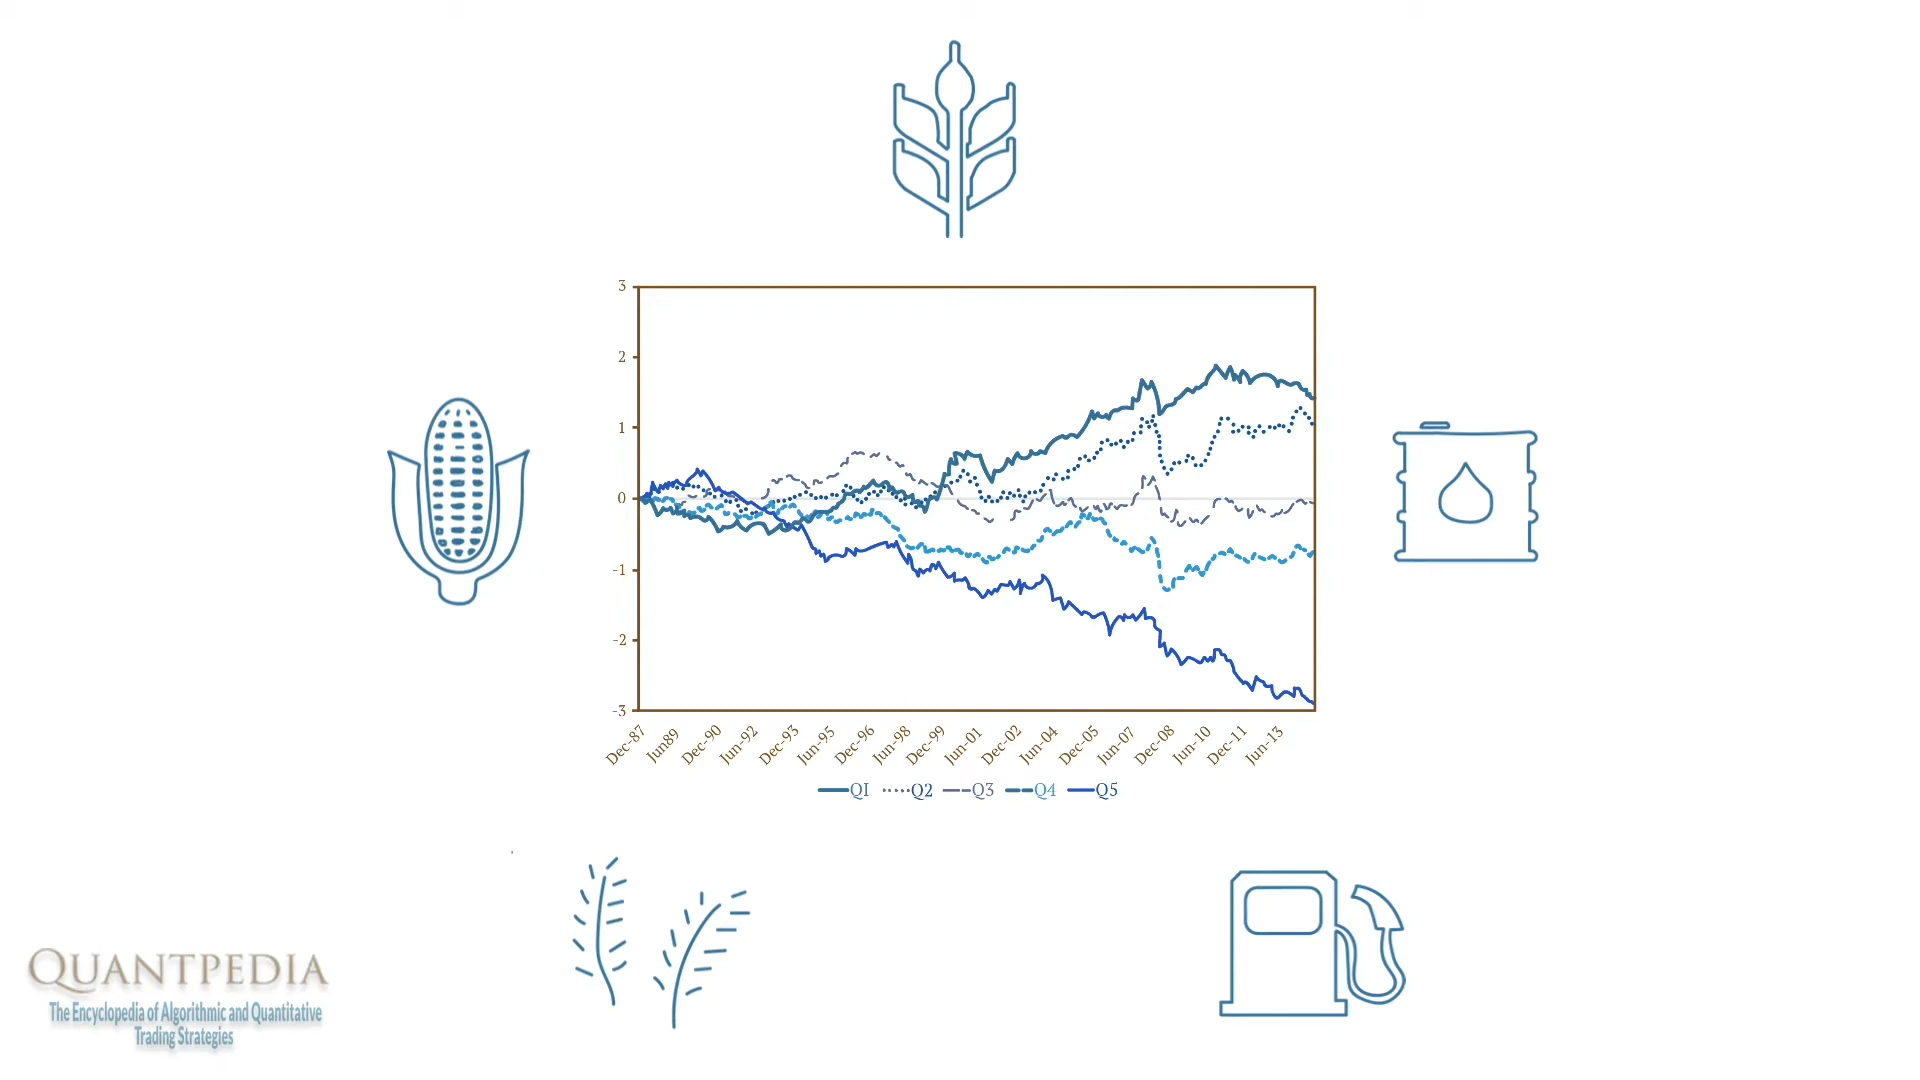 3
2
1
0
-1
-2
-3
Dec-87 Jun89 Dec-90 Jun-92 Dec-93 Jun-95 Dec-96 Jun-98 Dec-99 Jun-01 Dec-02 Jun-04 Dec-05 Jun-07 Dec-08 Jun-10 Dec-11 Jun-13
Q1 Q2 Q3 Q4 Q5
QUANTPEDIA
The Encyclopedia of Algorithmic and Quantitative
Trading Strategies